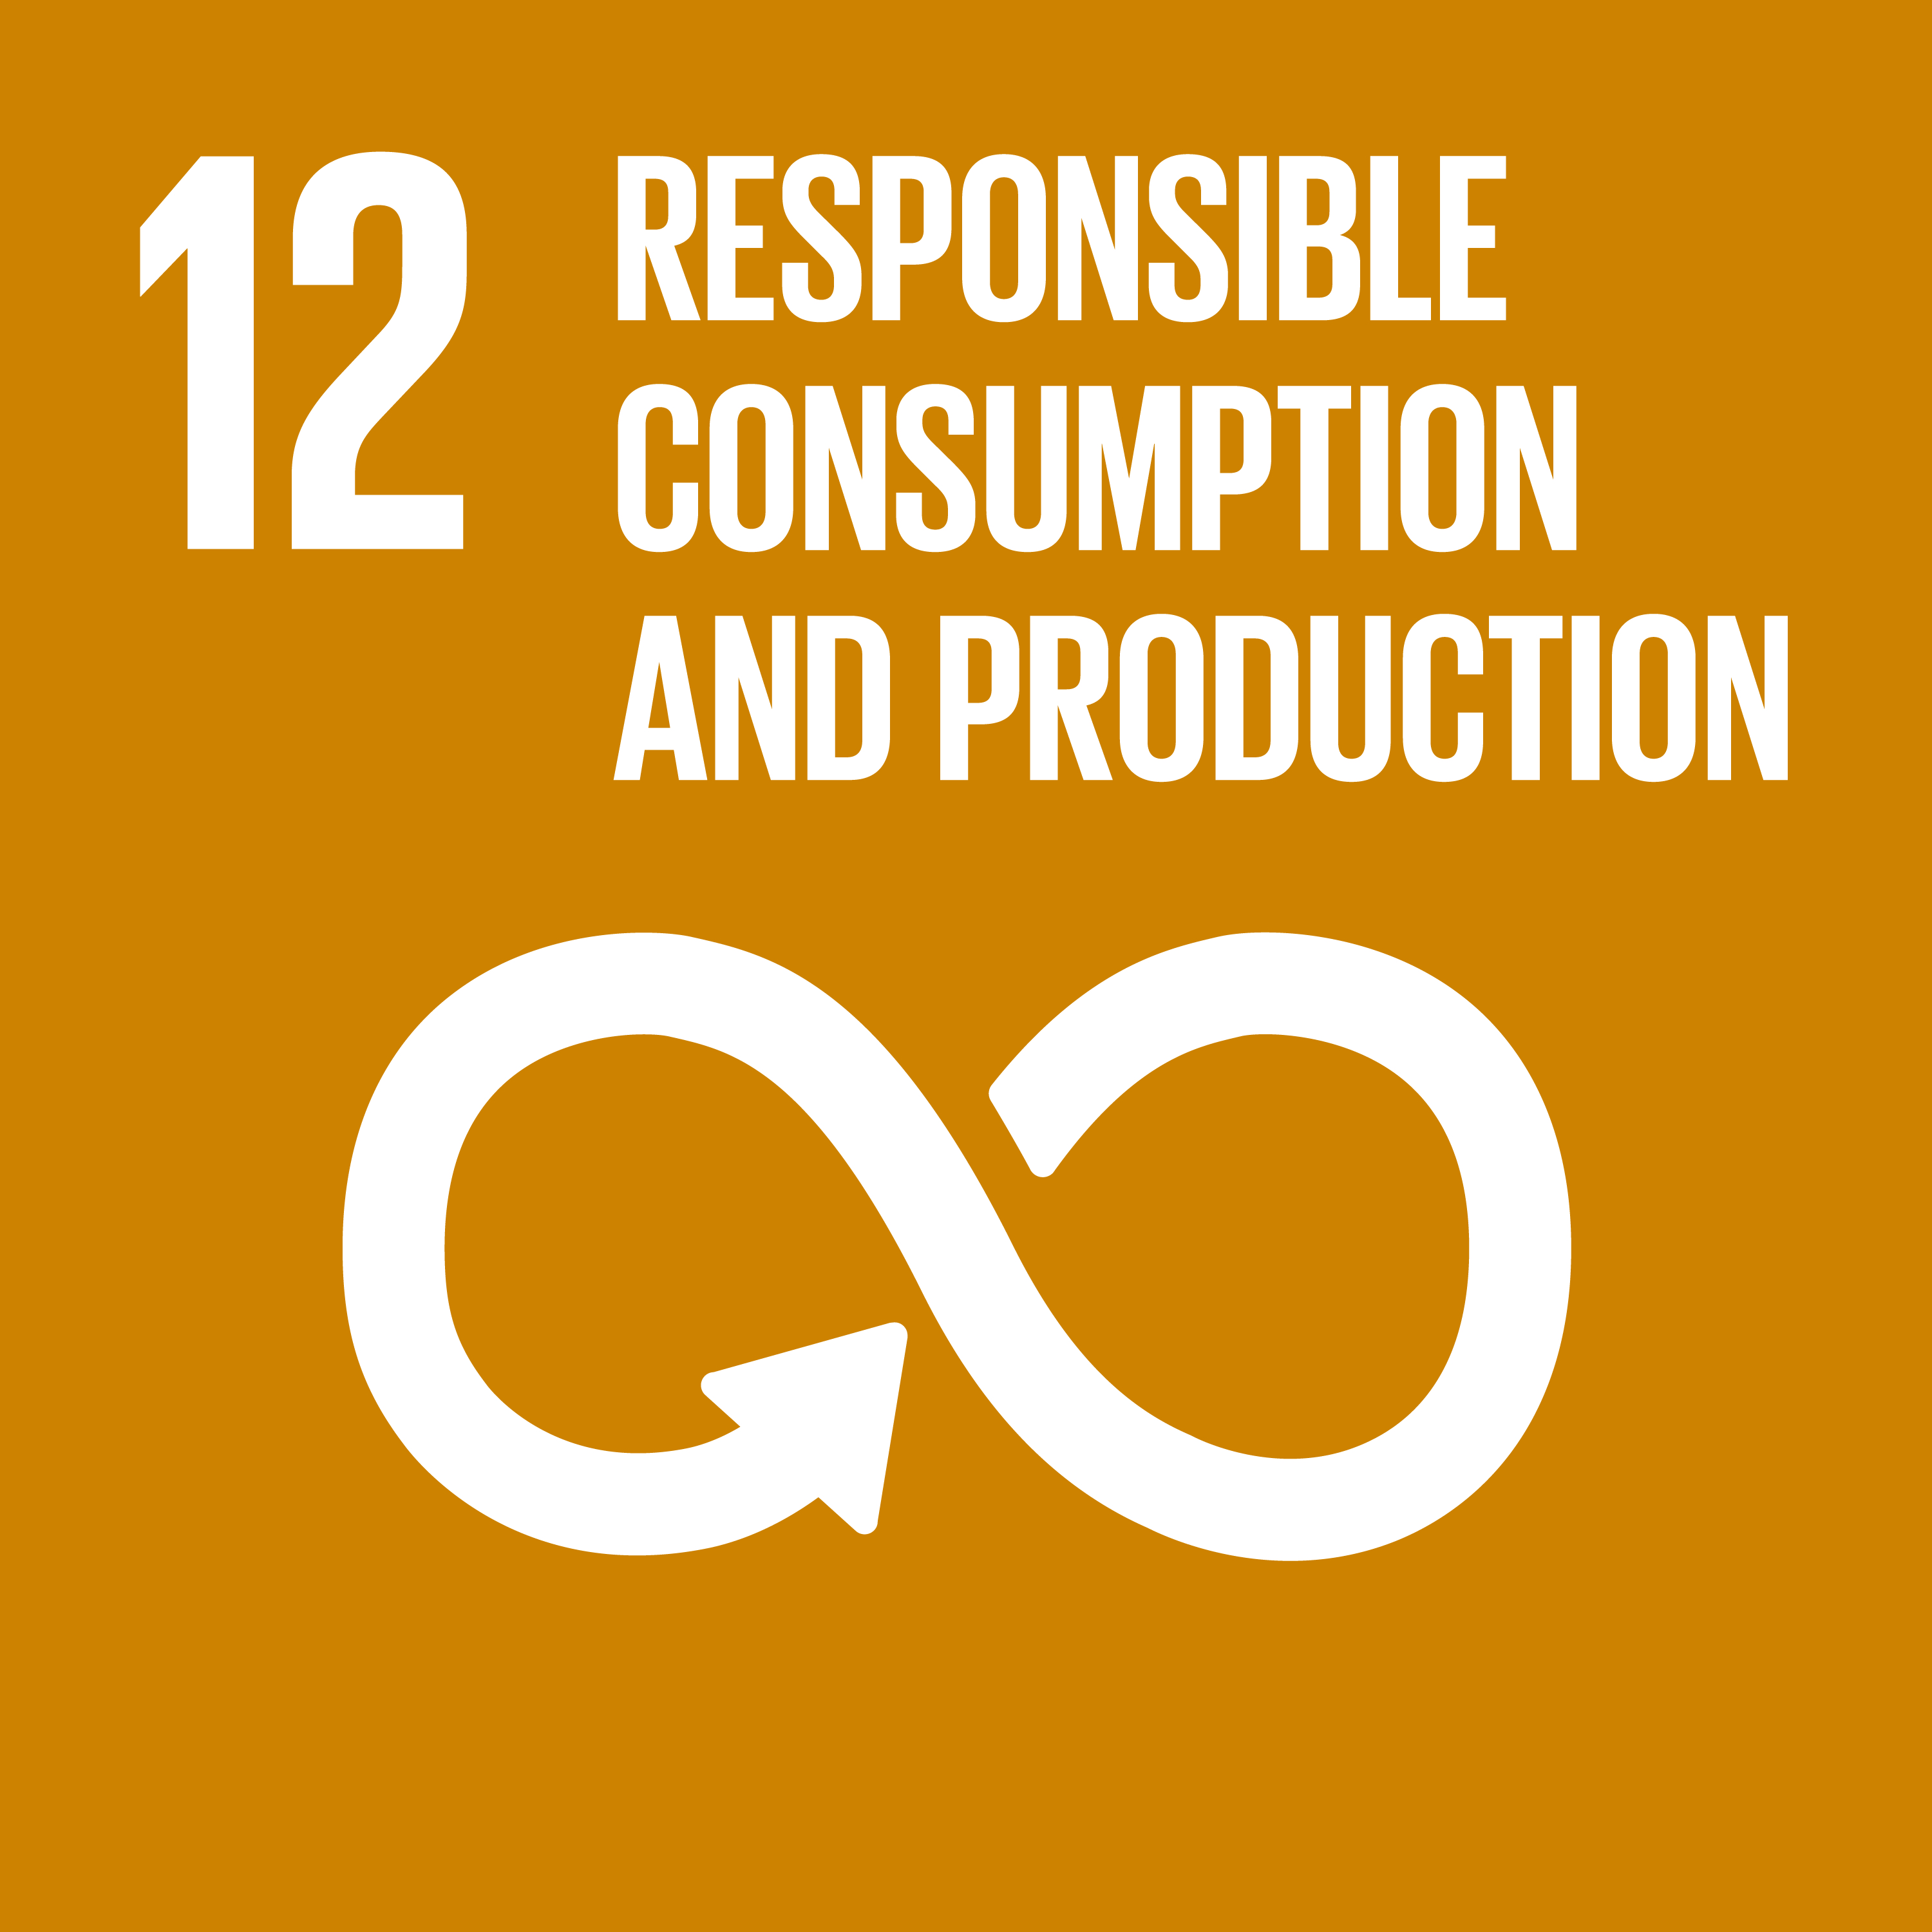 12 RESPONSIBLE
CONSUMPTION
AND PRODUCTION